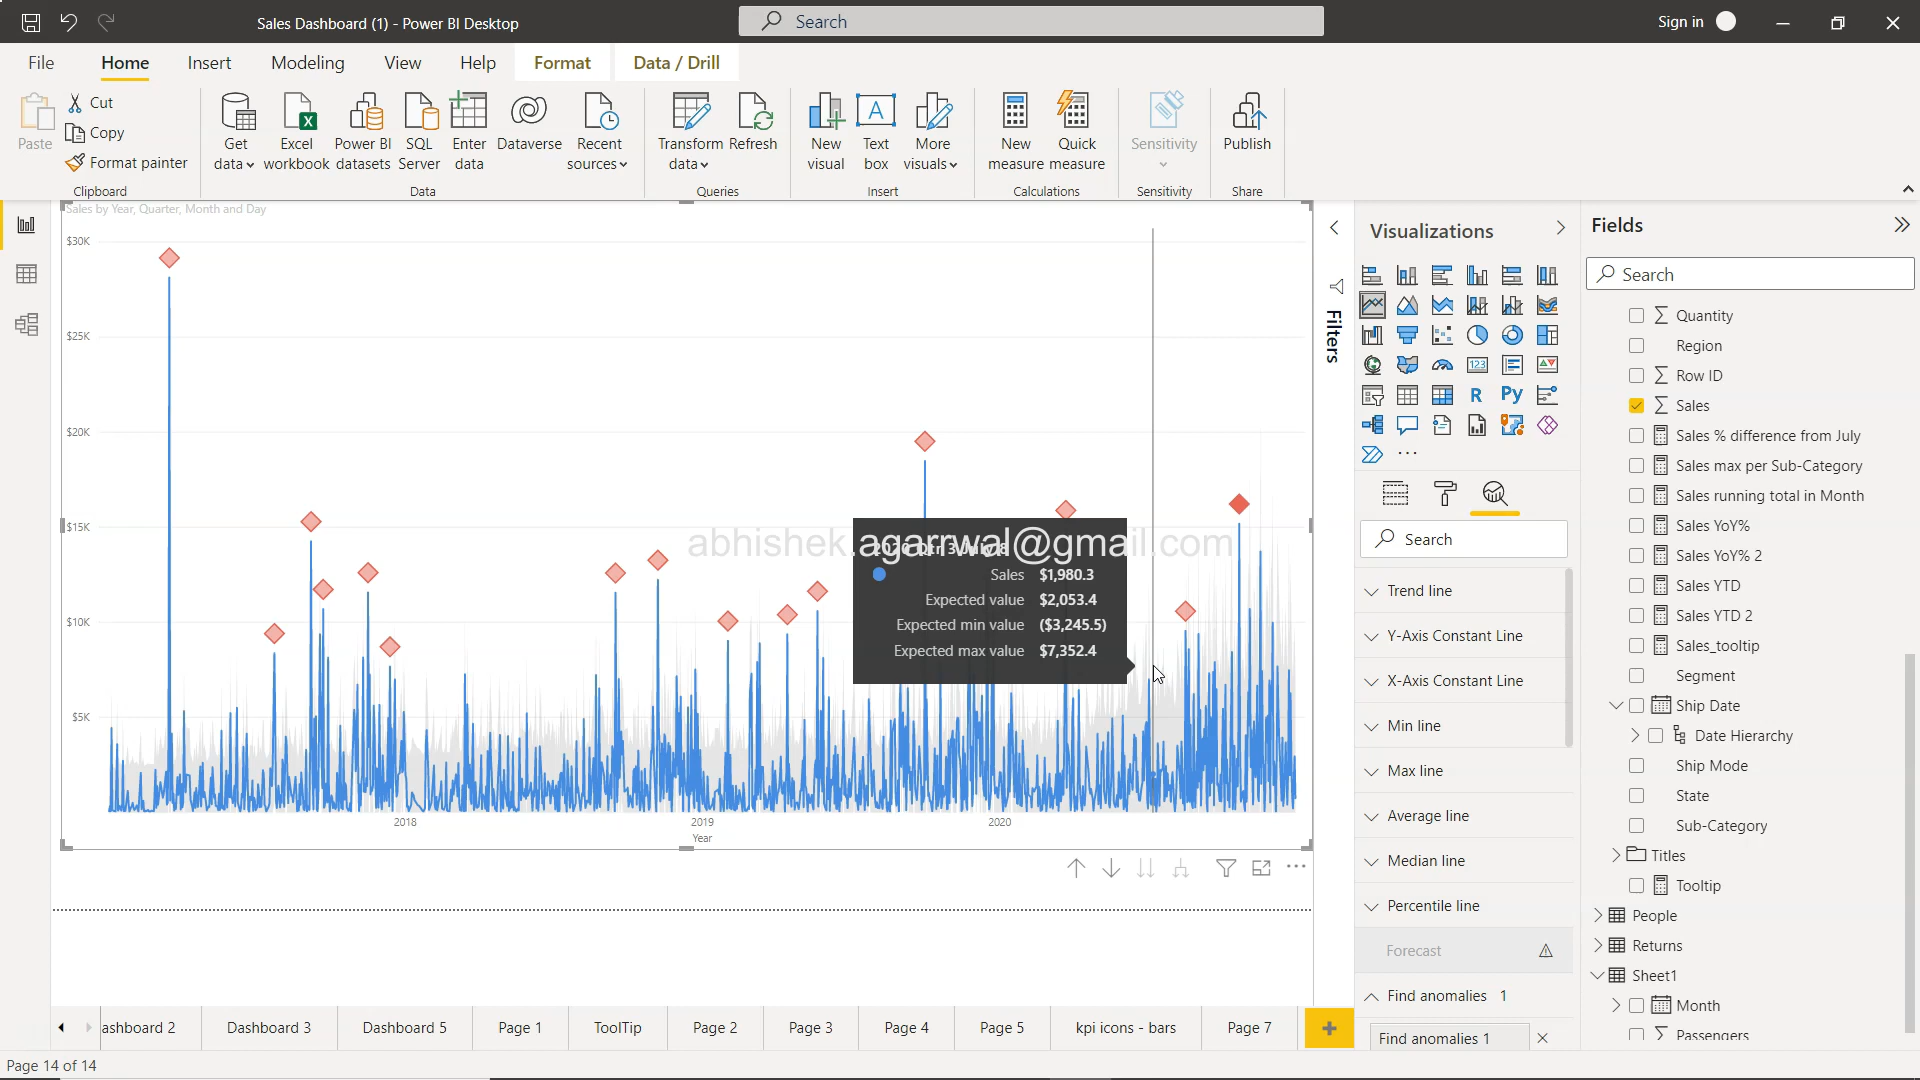 Sales Dashboard (1) - Power BI Desktop
Search
Sign in
File Home Insert Modeling View Help Format Data / Drill
Paste
Cut
Copy
Format painter
Clipboard
Get data
Excel workbook
Power BI datasets
SQL Server
Enter data
Dataverse
Recent sources
Data
Transform data
Refresh
Queries
New visual
Text box
More visuals
Insert
New measure
Quick measure
Calculations
Sensitivity
Sensitivity
Publish
Share
Sales by Year, Quarter, Month and Day
$30K
$25K
$20K
$15K
$10K
$5K
2018 2019 2020
Year
abhishek.agarrwal@gmail.com
Sales $1,980.3
Expected value $2,053.4
Expected min value ($3,245.5)
Expected max value $7,352.4
Filters
Visualizations
123
R
Py
Search
Trend line
Y-Axis Constant Line
X-Axis Constant Line
Min line
Max line
Average line
Median line
Percentile line
Forecast
Find anomalies 1
Find anomalies 1
Fields
Search
Quantity
Region
Row ID
Sales
Sales % difference from July
Sales max per Sub-Category
Sales running total in Month
Sales YoY%
Sales YoY% 2
Sales YTD
Sales YTD 2
Sales_tooltip
Segment
Ship Date
Date Hierarchy
Ship Mode
State
Sub-Category
Titles
Tooltip
People
Returns
Sheet1
Month
Passengers
ashboard 2
Dashboard 3
Dashboard 5
Page 1
ToolTip
Page 2
Page 3
Page 4
Page 5
kpi icons - bars
Page 7
Page 14 of 14